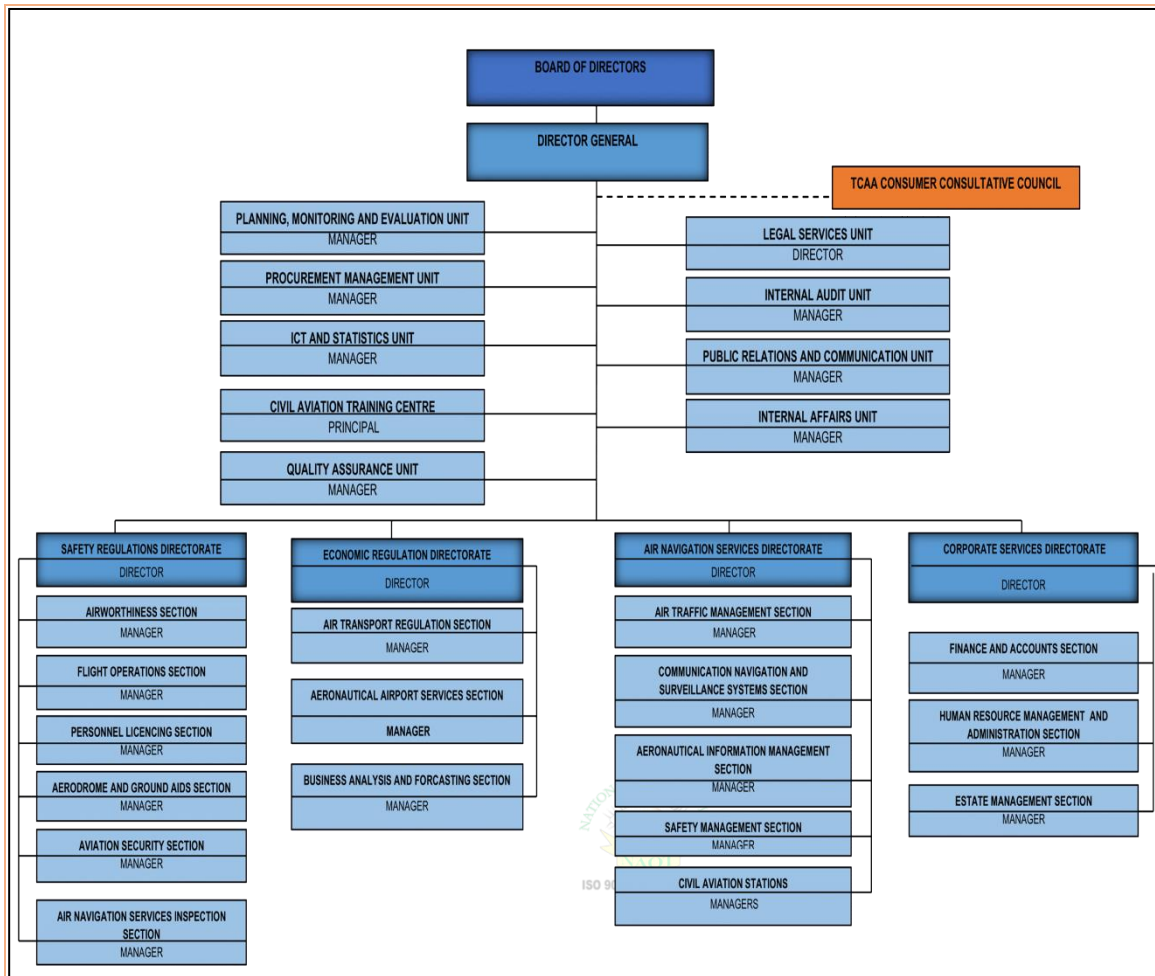 BOARD OF DIRECTORS
DIRECTOR GENERAL
TCAA CONSUMER CONSULTATIVE COUNCIL
PLANNING, MONITORING AND EVALUATION UNIT
MANAGER
PROCUREMENT MANAGEMENT UNIT
MANAGER
ICT AND STATISTICS UNIT
MANAGER
CIVIL AVIATION TRAINING CENTRE
PRINCIPAL
QUALITY ASSURANCE UNIT
MANAGER
LEGAL SERVICES UNIT
DIRECTOR
INTERNAL AUDIT UNIT
MANAGER
PUBLIC RELATIONS AND COMMUNICATION UNIT
MANAGER
INTERNAL AFFAIRS UNIT
MANAGER
SAFETY REGULATIONS DIRECTORATE
DIRECTOR
AIRWORTHINESS SECTION
MANAGER
FLIGHT OPERATIONS SECTION
MANAGER
PERSONNEL LICENCING SECTION
MANAGER
AERODROME AND GROUND AIDS SECTION
MANAGER
AVIATION SECURITY SECTION
MANAGER
AIR NAVIGATION SERVICES INSPECTION
SECTION
MANAGER
ECONOMIC REGULATION DIRECTORATE
DIRECTOR
AIR TRANSPORT REGULATION SECTION
MANAGER
AERONAUTICAL AIRPORT SERVICES SECTION
MANAGER
BUSINESS ANALYSIS AND FORCASTING SECTION
MANAGER
AIR NAVIGATION SERVICES DIRECTORATE
DIRECTOR
AIR TRAFFIC MANAGEMENT SECTION
MANAGER
COMMUNICATION NAVIGATION AND
SURVEILLANCE SYSTEMS SECTION
MANAGER
AERONAUTICAL INFORMATION MANAGEMENT
SECTION
MANAGER
SAFETY MANAGEMENT SECTION
MANAGER
CIVIL AVIATION STATIONS
MANAGERS
CORPORATE SERVICES DIRECTORATE
DIRECTOR
FINANCE AND ACCOUNTS SECTION
MANAGER
HUMAN RESOURCE MANAGEMENT AND
ADMINISTRATION SECTION
MANAGER
ESTATE MANAGEMENT SECTION
MANAGER
ISO